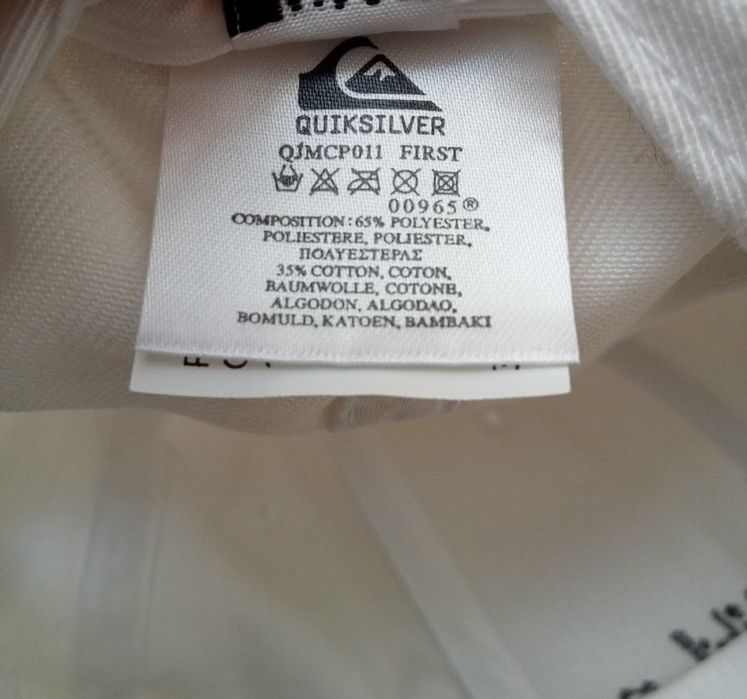 QUIKSILVER
QJMCP011 FIRST
00965®
COMPOSITION: 65% POLYESTER,
POLIESTERE, POLIESTER,
ΠΟΛΥΕΣΤΕΡΑΣ
35% COTTON, COTON,
BAUMWOLLE, COTONE,
ALGODON, ALGODAO,
BOMULD, KATOEN, BAMBAKI